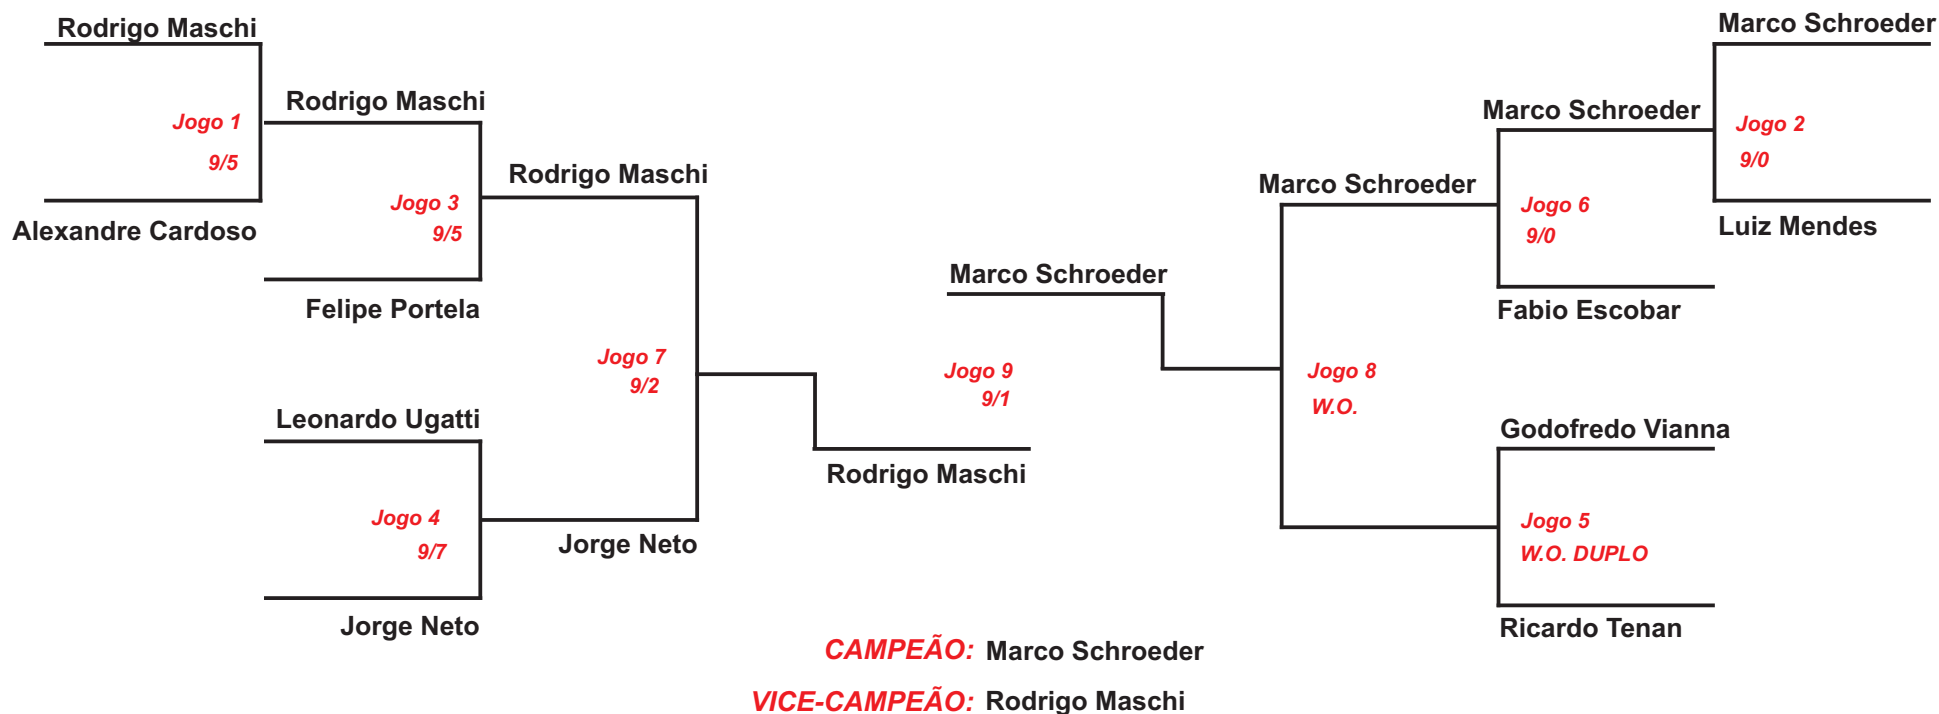 Rodrigo Maschi
Jogo 1
9/5
Alexandre Cardoso
Rodrigo Maschi
Jogo 3
9/5
Felipe Portela
Leonardo Ugatti
Jogo 4
9/7
Jorge Neto
Rodrigo Maschi
Jogo 7
9/2
Jorge Neto
Marco Schroeder
Jogo 9
9/1
Rodrigo Maschi
Marco Schroeder
Jogo 8
W.O.
Marco Schroeder
Jogo 6
9/0
Fabio Escobar
Godofredo Vianna
Jogo 5
W.O. DUPLO
Ricardo Tenan
Marco Schroeder
Jogo 2
9/0
Luiz Mendes
CAMPEÃO: Marco Schroeder
VICE-CAMPEÃO: Rodrigo Maschi